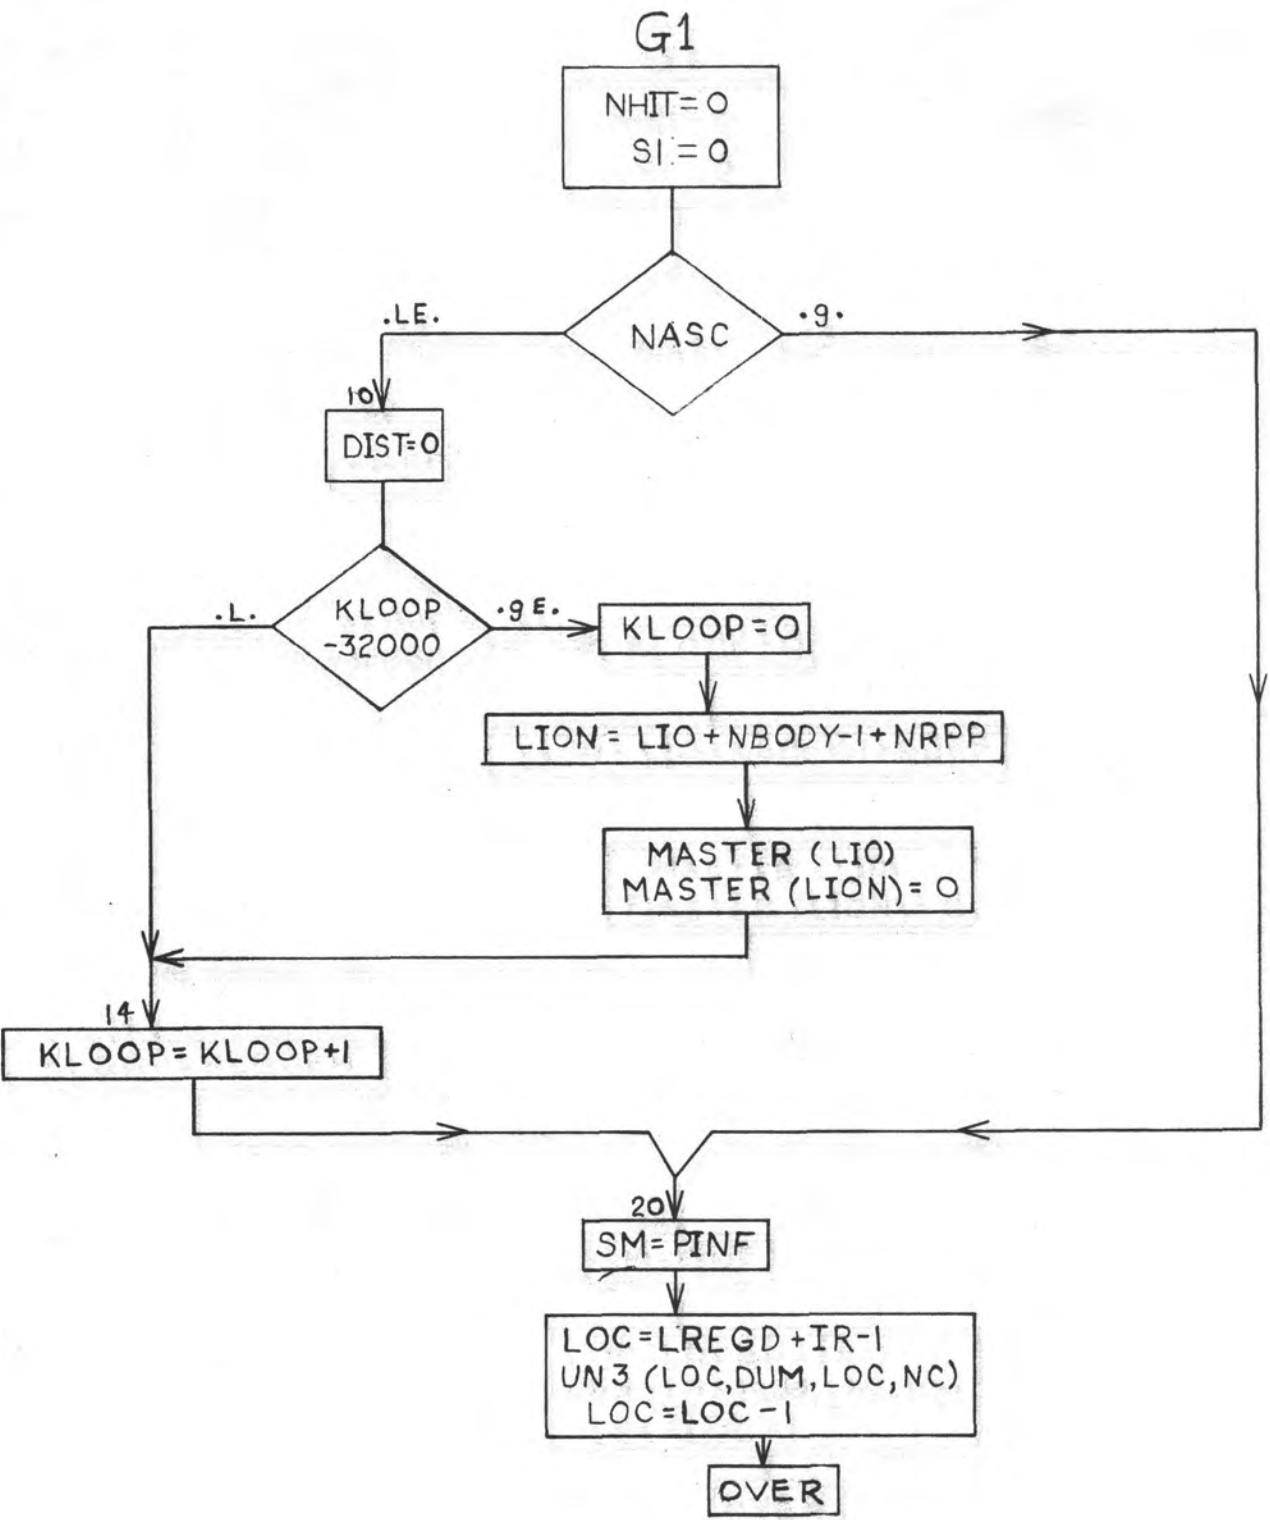 G1
NHIT=0
S1=0
NASC
.LE.
.g.
10
DIST=0
KLOOP
-32000
.L.
.gE.
KLOOP=0
LION=LIO+NBODY-1+NRPP
MASTER (LIO)
MASTER (LION)=0
14
KLOOP=KLOOP+1
20
SM=PINF
LOC=LREGD+IR-1
UN3 (LOC,DUM,LOC,NC)
LOC=LOC-1
OVER